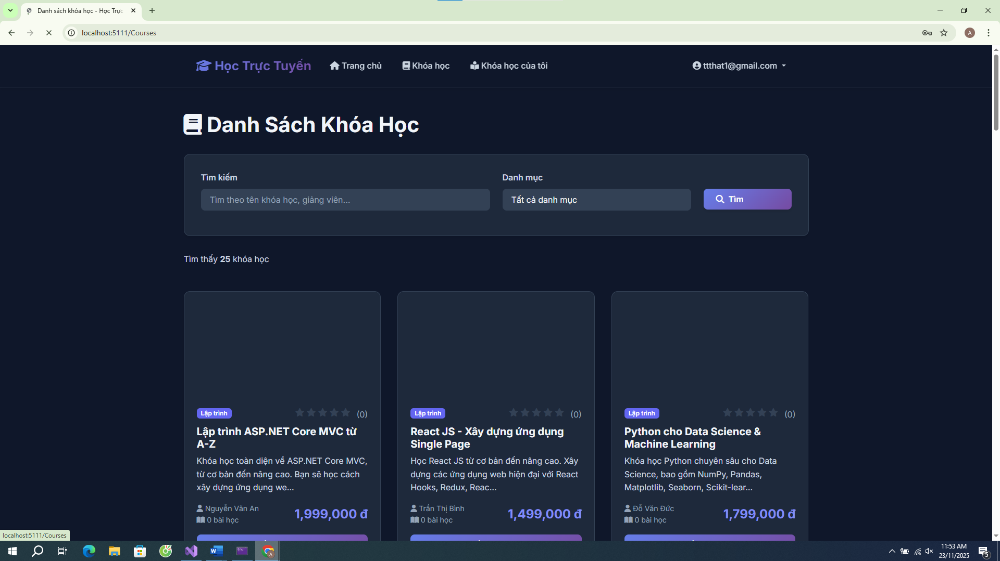 Danh sách khóa học - Học Trực
localhost:5111/Courses
A
Học Trực Tuyến
Trang chủ
Khóa học
Khóa học của tôi
ttthat1@gmail.com
Danh Sách Khóa Học
Tìm kiếm
Danh mục
Tìm theo tên khóa học, giảng viên...
Tất cả danh mục
Tìm
Tìm thấy 25 khóa học
Lập trình
(0)
Lập trình ASP.NET Core MVC từ
A-Z
Khóa học toàn diện về ASP.NET Core MVC,
từ cơ bản đến nâng cao. Bạn sẽ học cách
xây dựng ứng dụng we...
Nguyễn Văn An
0 bài học
1,999,000 đ
Lập trình
(0)
React JS - Xây dựng ứng dụng
Single Page
Học React JS từ cơ bản đến nâng cao. Xây
dựng các ứng dụng web hiện đại với React
Hooks, Redux, Reac...
Trần Thị Bình
0 bài học
1,499,000 đ
Lập trình
(0)
Python cho Data Science &
Machine Learning
Khóa học Python chuyên sâu cho Data
Science, bao gồm NumPy, Pandas,
Matplotlib, Seaborn, Scikit-lear...
Đỗ Văn Đức
0 bài học
1,799,000 đ
localhost:5111/Courses
11:53 AM
23/11/2025
5